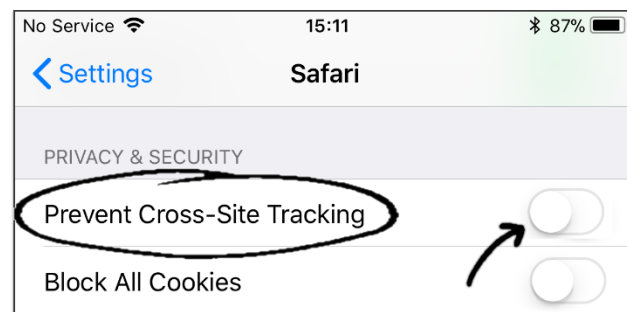 No Service 15:11 87%
Settings Safari
PRIVACY & SECURITY
Prevent Cross-Site Tracking
Block All Cookies